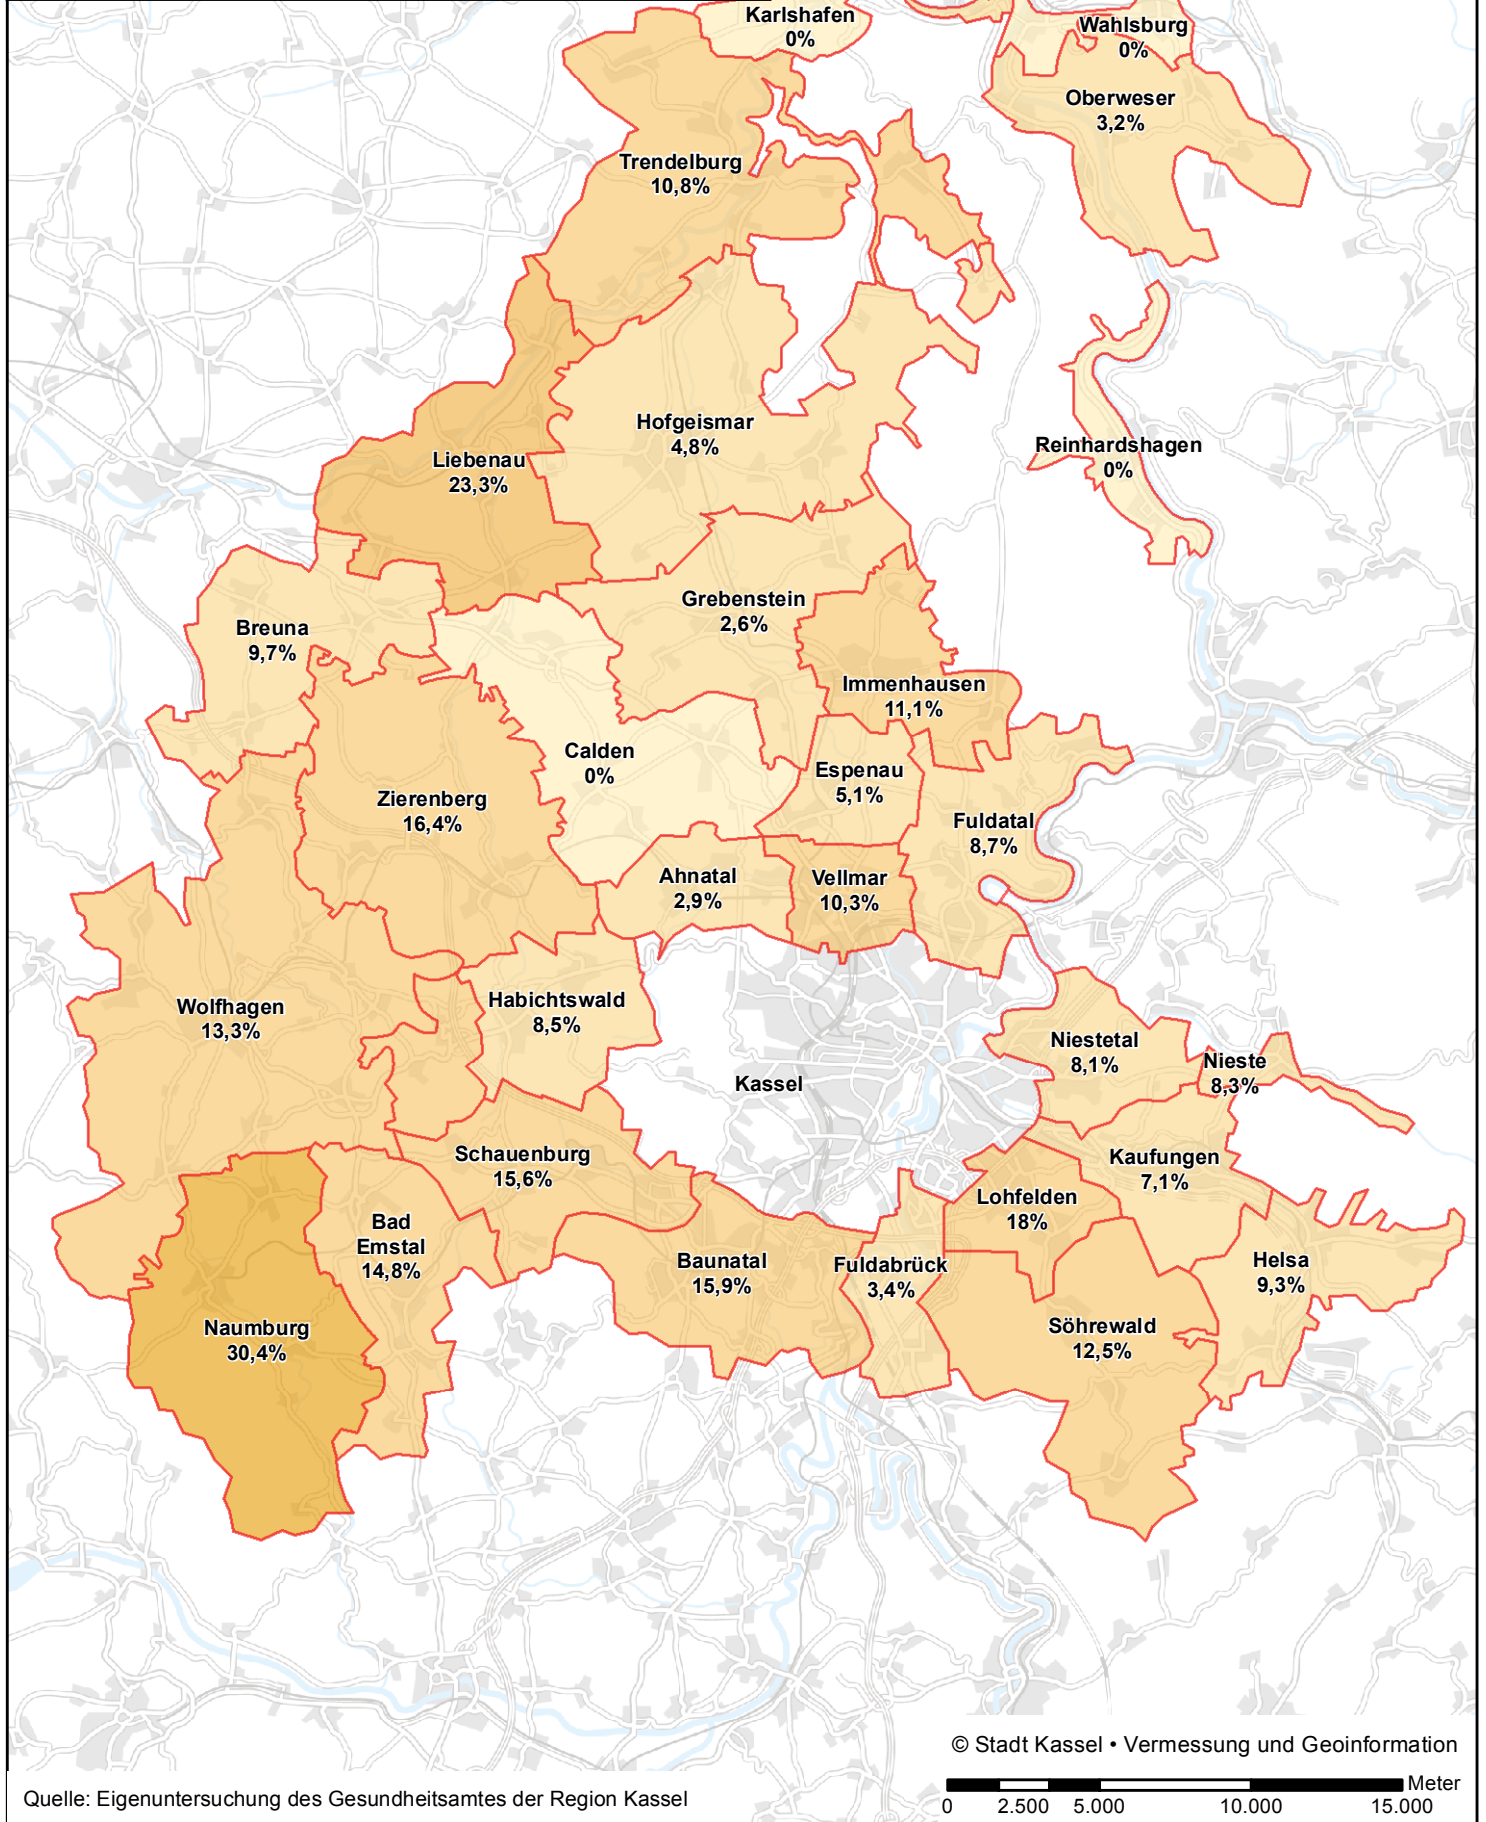 Karlshafen
0%
Wahlsburg
0%
Oberweser
3,2%
Trendelburg
10,8%
Hofgeismar
4,8%
Reinhardshagen
0%
Liebenau
23,3%
Grebenstein
2,6%
Breuna
9,7%
Immenhausen
11,1%
Calden
0%
Espenau
5,1%
Zierenberg
16,4%
Fuldatal
8,7%
Ahnatal
2,9%
Vellmar
10,3%
Habichtswald
8,5%
Wolfhagen
13,3%
Niestetal
8,1%
Nieste
8,3%
Kassel
Schauenburg
15,6%
Kaufungen
7,1%
Lohfelden
18%
Bad
Emstal
14,8%
Baunatal
15,9%
Fuldabrück
3,4%
Helsa
9,3%
Naumburg
30,4%
Söhrewald
12,5%
© Stadt Kassel • Vermessung und Geoinformation
Meter
0 2.500 5.000 10.000 15.000
Quelle: Eigenuntersuchung des Gesundheitsamtes der Region Kassel